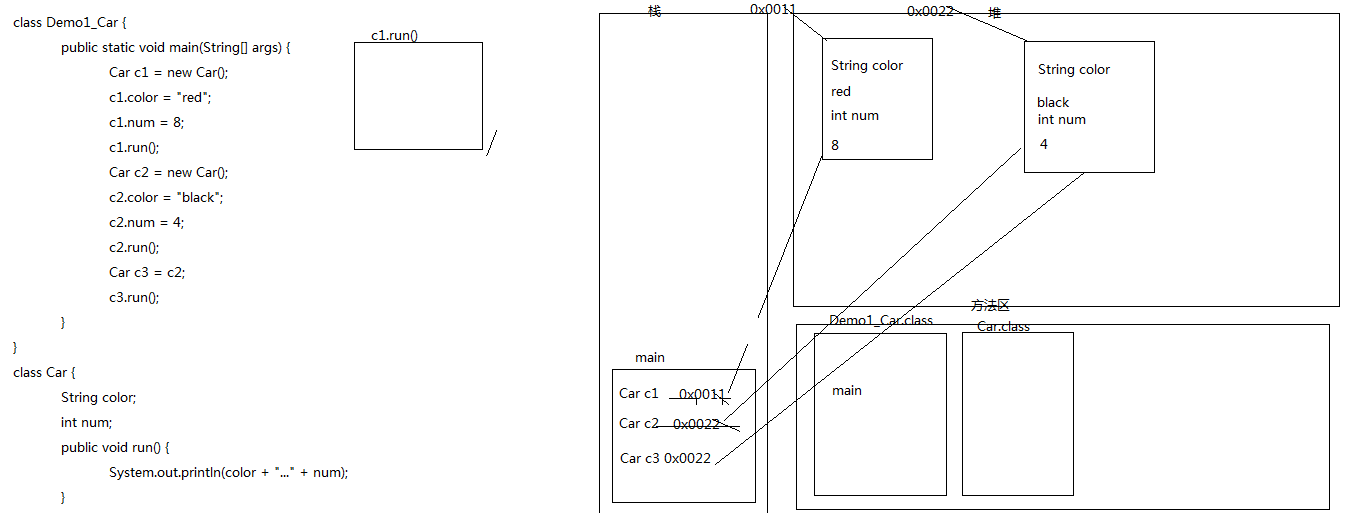 class Demo1_Car {
public static void main(String[] args) {
Car c1 = new Car();
c1.color = "red";
c1.num = 8;
c1.run();
Car c2 = new Car();
c2.color = "black";
c2.num = 4;
c2.run();
Car c3 = c2;
c3.run();
}
}
class Car {
String color;
int num;
public void run() {
System.out.println(color + "..." + num);
}
c1.run()
栈
0x0011
0x0022
堆
String color
red
int num
8
String color
black
int num
4
方法区
Demo1_Car.class
Car.class
main
main
Car c1 0x0011
Car c2 0x0022
Car c3 0x0022